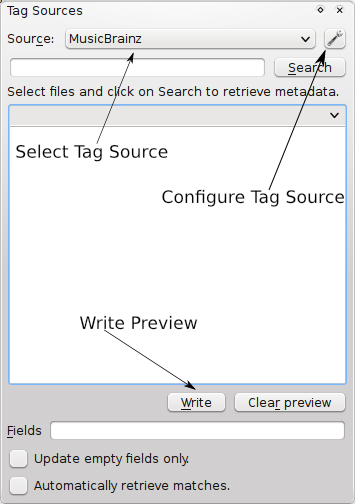 Tag Sources
Source: MusicBrainz
Search
Select files and click on Search to retrieve metadata.
Select Tag Source
Configure Tag Source
Write Preview
Write Clear preview
Fields
Update empty fields only.
Automatically retrieve matches.